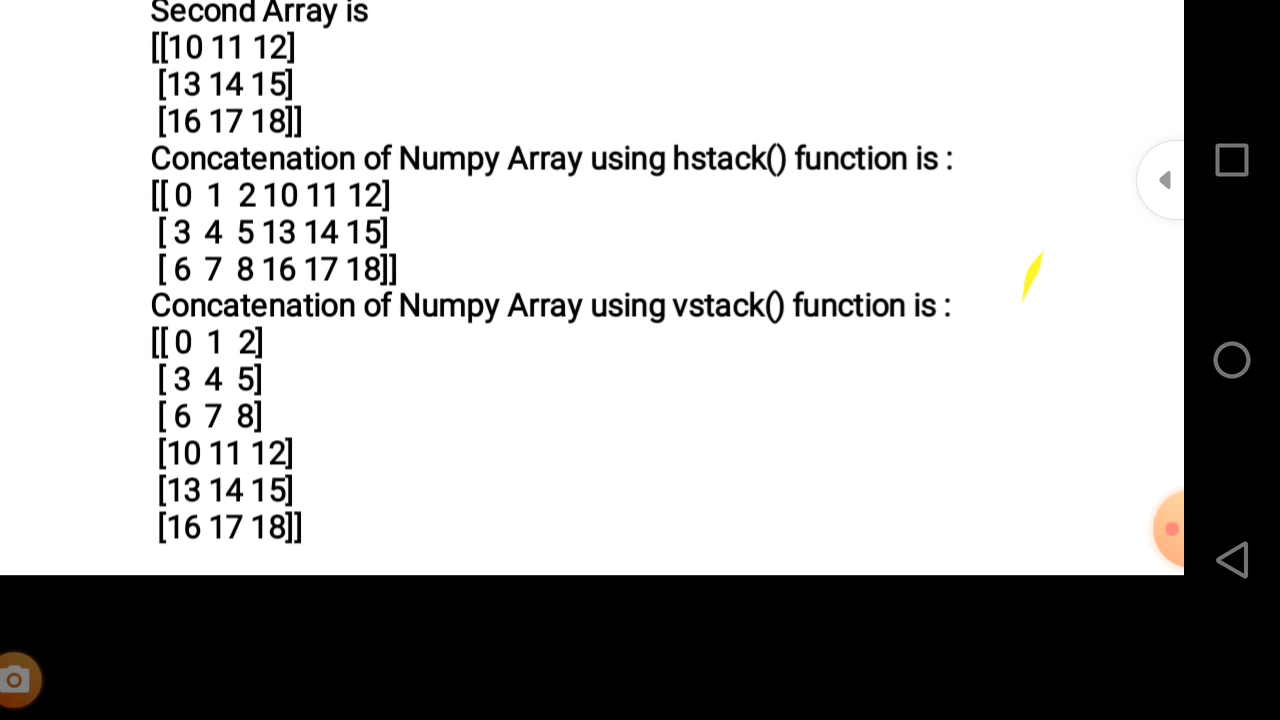 Second Array is
[[10 11 12]
[13 14 15]
[16 17 18]]
Concatenation of Numpy Array using hstack() function is :
[[ 0 1 2 10 11 12]
[ 3 4 5 13 14 15]
[ 6 7 8 16 17 18]]
Concatenation of Numpy Array using vstack() function is :
[[ 0 1 2]
[ 3 4 5]
[ 6 7 8]
[10 11 12]
[13 14 15]
[16 17 18]]